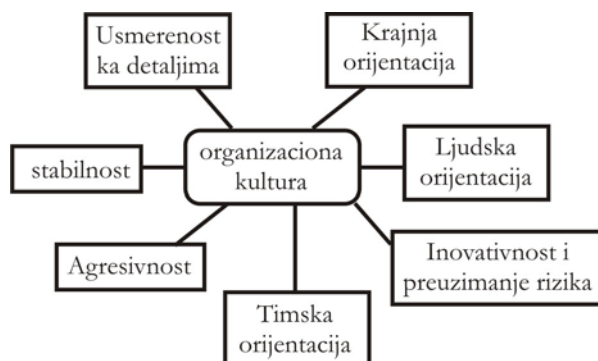 Usmerenost
ka detaljima
Krajnja
orijentacija
organizaciona
kultura
stabilnost
Ljudska
orijentacija
Agresivnost
Inovativnost i
preuzimanje rizika
Timska
orijentacija